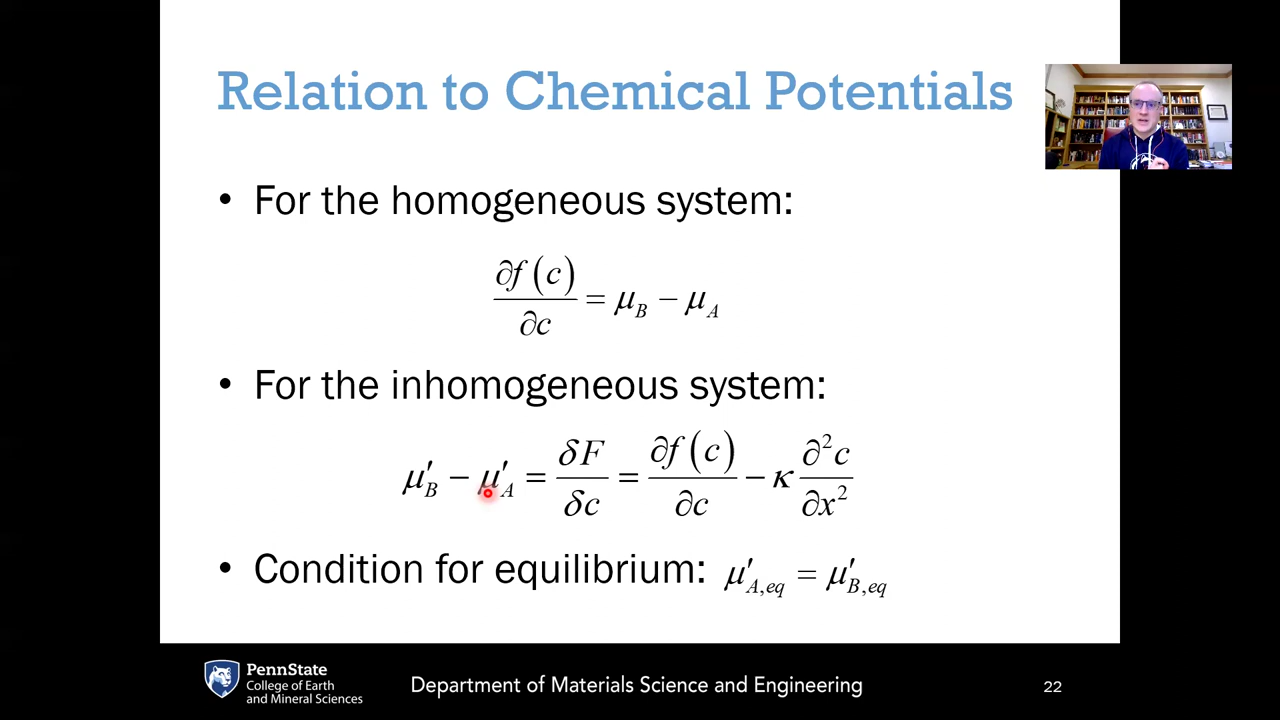 Relation to Chemical Potentials
• For the homogeneous system:
∂f(c)/∂c = μ_B − μ_A
• For the inhomogeneous system:
μ′_B − μ′_A = δF/δc = ∂f(c)/∂c − κ ∂²c/∂x²
• Condition for equilibrium: μ′_A,eq = μ′_B,eq
PennState
College of Earth
and Mineral Sciences
Department of Materials Science and Engineering
22